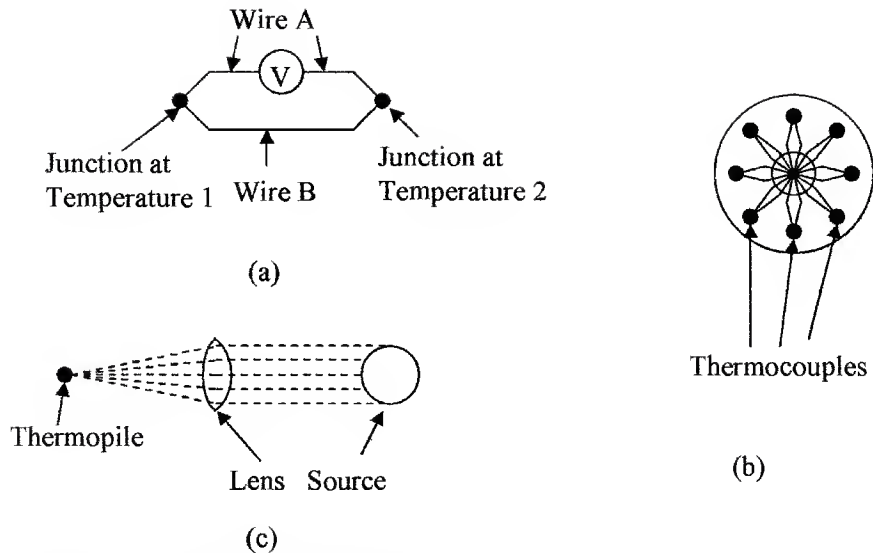 Wire A
V
Junction at
Temperature 1
Wire B
Junction at
Temperature 2
(a)
Thermocouples
(b)
Thermopile
Lens
Source
(c)